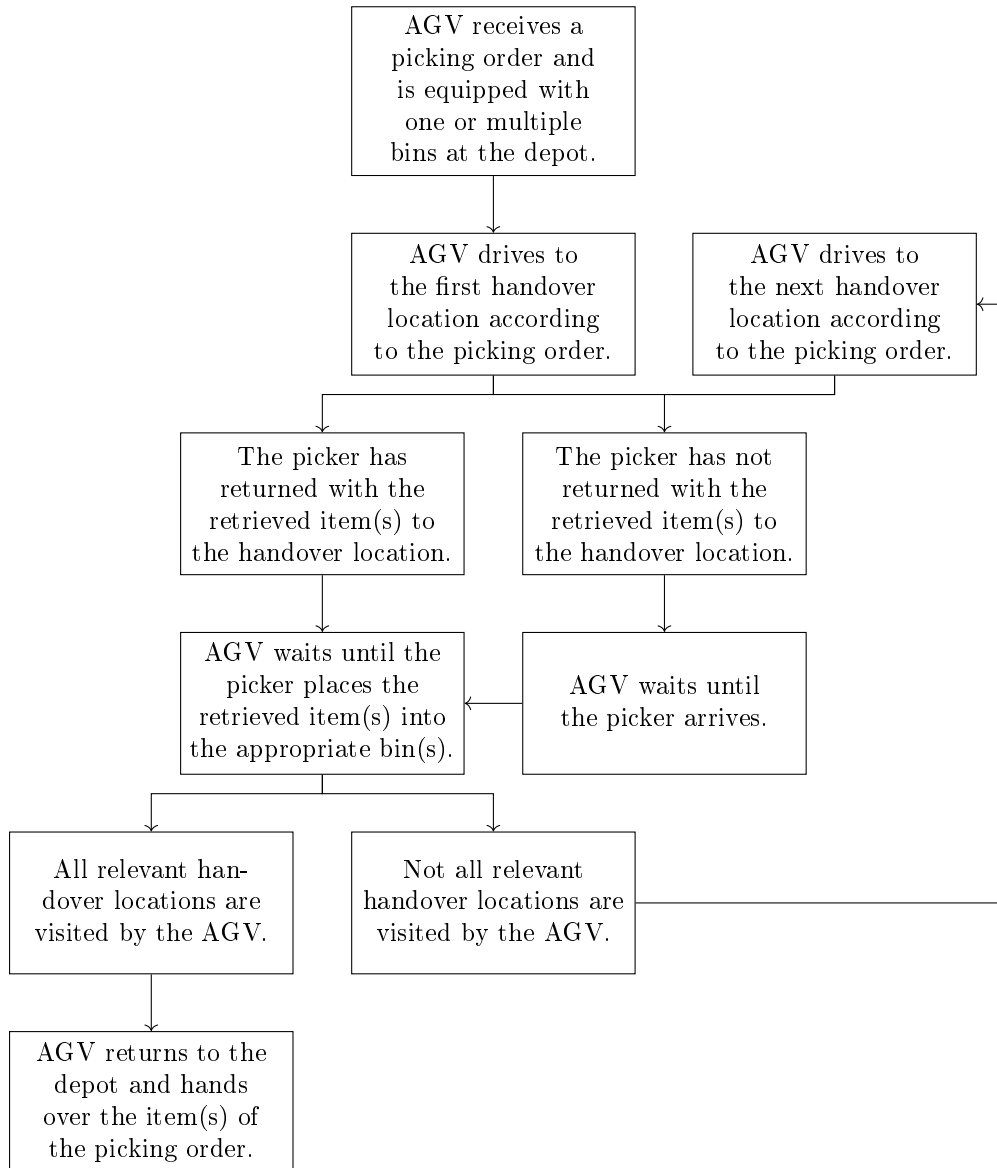 AGV receives a
picking order and
is equipped with
one or multiple
bins at the depot.
AGV drives to
the first handover
location according
to the picking order.
AGV drives to
the next handover
location according
to the picking order.
The picker has
returned with the
retrieved item(s) to
the handover location.
The picker has not
returned with the
retrieved item(s) to
the handover location.
AGV waits until the
picker places the
retrieved item(s) into
the appropriate bin(s).
AGV waits until
the picker arrives.
All relevant han-
dover locations are
visited by the AGV.
Not all relevant
handover locations are
visited by the AGV.
AGV returns to the
depot and hands
over the item(s) of
the picking order.